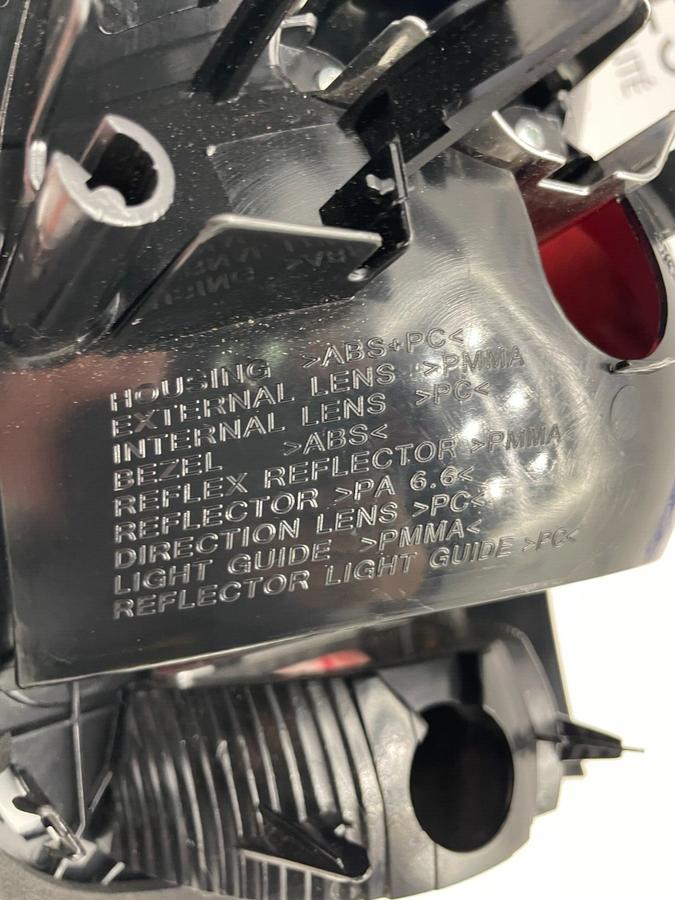 ITÉ
HOUSING >ABS+PC<
EXTERNAL LENS >PMMA
INTERNAL LENS >PC<
BEZEL >ABS<
REFLEX REFLECTOR >PMMA
REFLECTOR >PA 6.6<
DIRECTION LENS >PC<
LIGHT GUIDE >PMMA<
REFLECTOR LIGHT GUIDE >PC<